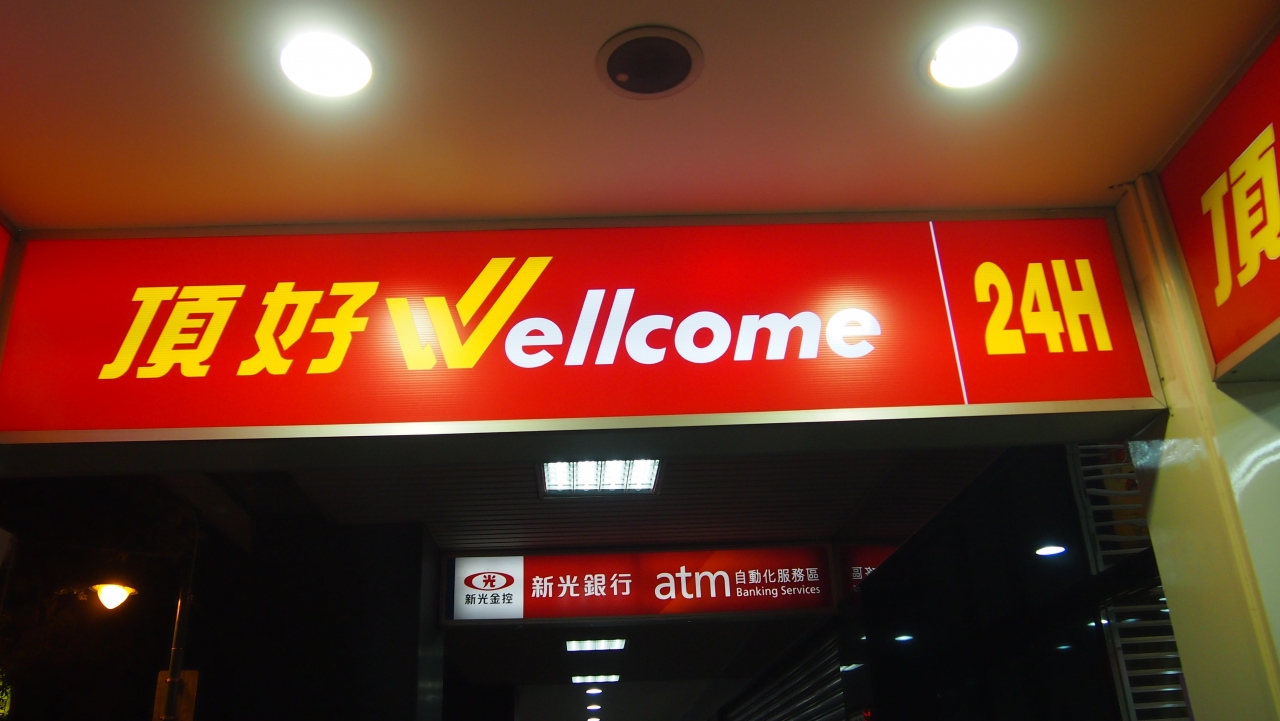 頂好 Wellcome 24H
頂
光 新光金控 新光銀行 atm 自動化服務區 Banking Services